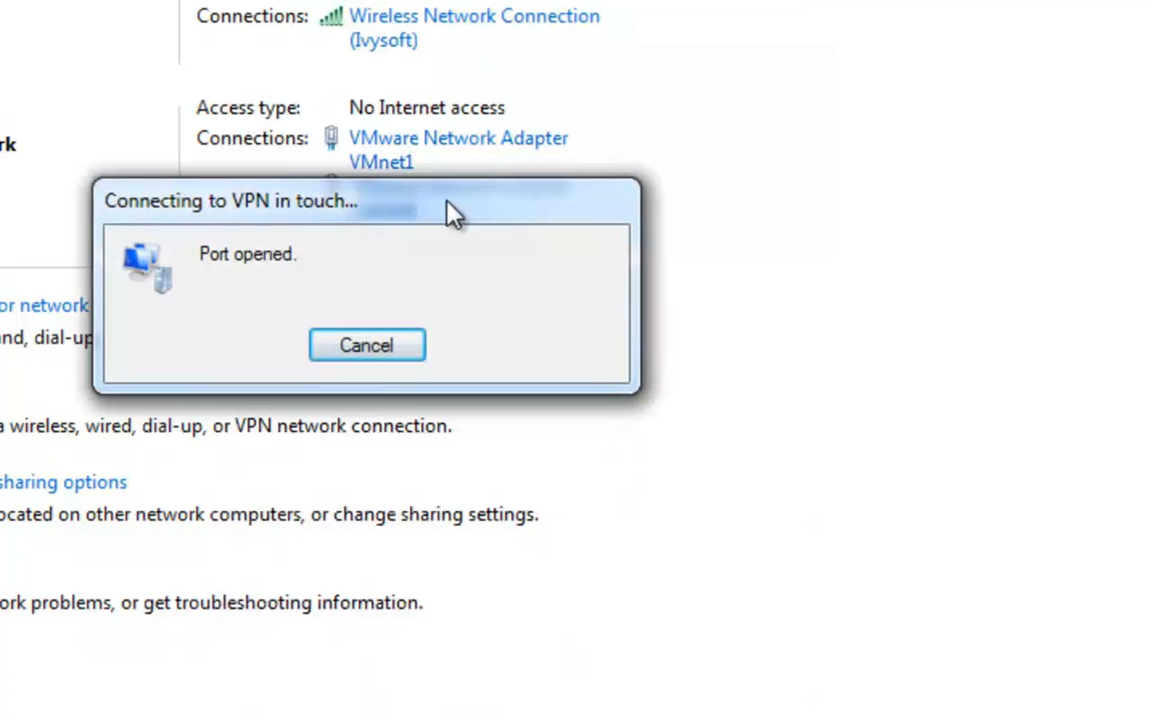 Connections: Wireless Network Connection
(Ivysoft)
Access type: No Internet access
rk
Connections: VMware Network Adapter
VMnet1
Connecting to VPN in touch...
Port opened.
Cancel
or network
nd, dial-up
a wireless, wired, dial-up, or VPN network connection.
sharing options
ocated on other network computers, or change sharing settings.
ork problems, or get troubleshooting information.